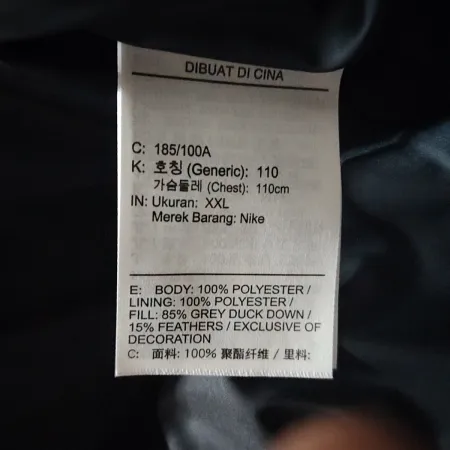 DIBUAT DI CINA
C: 185/100A
K: 호칭 (Generic): 110
가슴둘레 (Chest): 110cm
IN: Ukuran: XXL
Merek Barang: Nike
E: BODY: 100% POLYESTER /
LINING: 100% POLYESTER /
FILL: 85% GREY DUCK DOWN /
15% FEATHERS / EXCLUSIVE OF
DECORATION
C: 面料: 100% 聚酯纤维 / 里料: